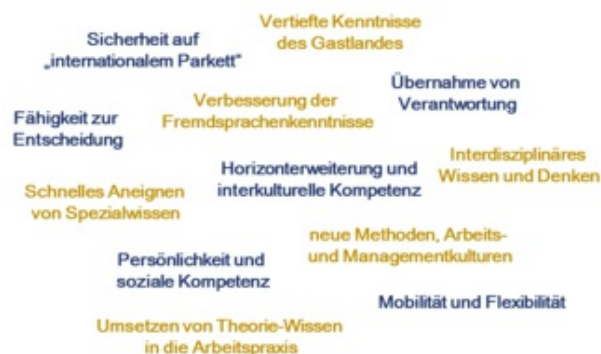 Vertiefte Kenntnisse
des Gastlandes
Sicherheit auf
„internationalem Parkett"
Übernahme von
Verantwortung
Verbesserung der
Fremdsprachenkenntnisse
Fähigkeit zur
Entscheidung
Interdisziplinäres
Wissen und Denken
Horizonterweiterung und
interkulturelle Kompetenz
Schnelles Aneignen
von Spezialwissen
neue Methoden, Arbeits-
und Managementkulturen
Persönlichkeit und
soziale Kompetenz
Mobilität und Flexibilität
Umsetzen von Theorie-Wissen
in die Arbeitspraxis